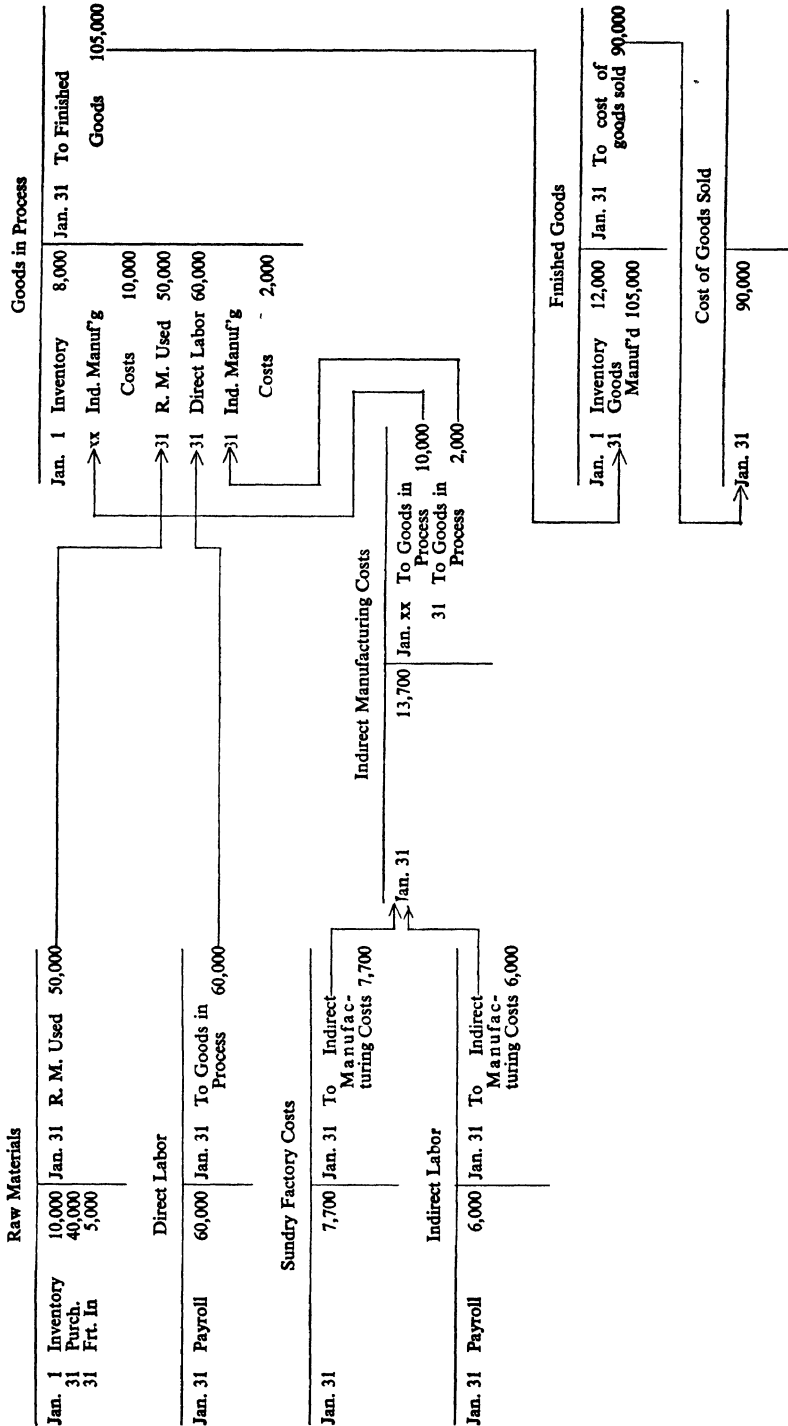 Raw Materials
Jan. 1 Inventory 10,000 Jan. 31 R. M. Used 50,000
31 Purch. 40,000
31 Frt. In 5,000
Direct Labor
Jan. 31 Payroll 60,000 Jan. 31 To Goods in
Process 60,000
Sundry Factory Costs
Jan. 31 7,700 Jan. 31 To Indirect
Manufac-
turing Costs 7,700
Indirect Labor
Jan. 31 Payroll 6,000 Jan. 31 To Indirect
Manufac-
turing Costs 6,000
Indirect Manufacturing Costs
Jan. 31 13,700 Jan. xx To Goods in
Process 10,000
31 To Goods in
Process 2,000
Goods in Process
Jan. 1 Inventory 8,000 Jan. 31 To Finished
xx Ind. Manuf'g Goods 105,000
Costs 10,000
31 R. M. Used 50,000
31 Direct Labor 60,000
31 Ind. Manuf'g
Costs 2,000
Finished Goods
Jan. 1 Inventory 12,000 Jan. 31 To cost of
31 Goods goods sold 90,000
Manuf'd 105,000
Cost of Goods Sold
Jan. 31 90,000